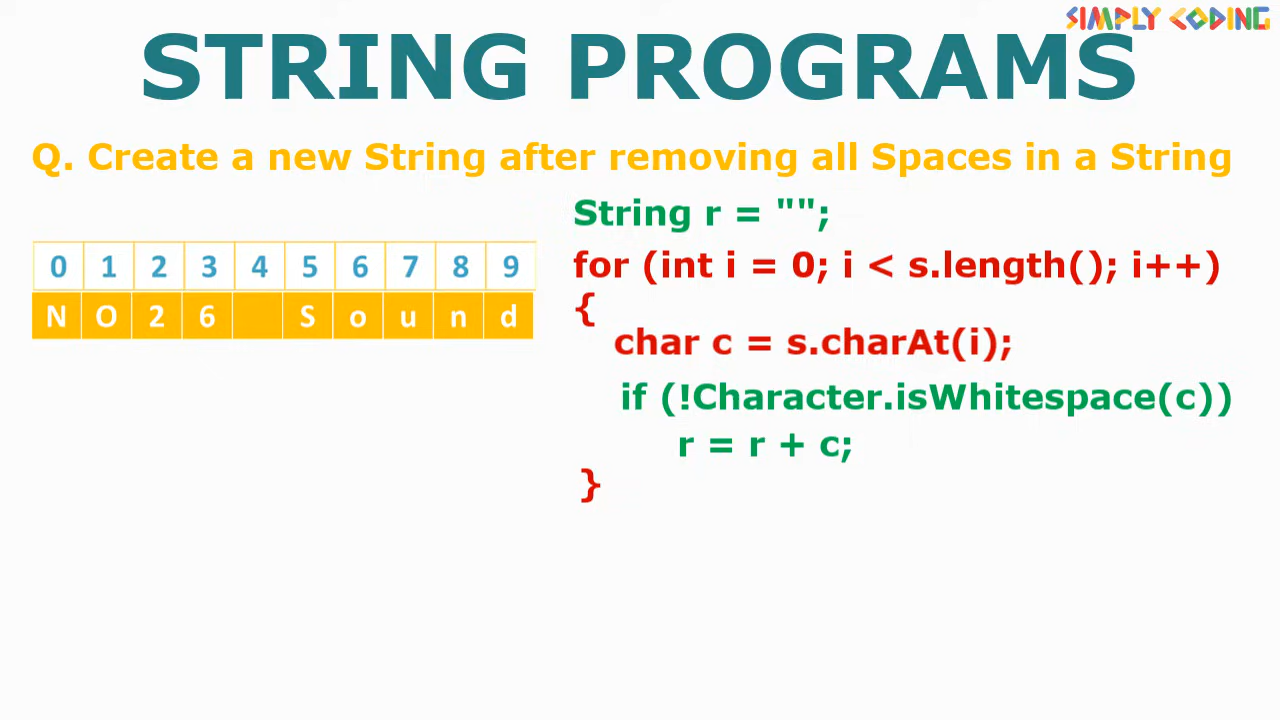 SIMPLY CODING
STRING PROGRAMS
Q. Create a new String after removing all Spaces in a String
0 1 2 3 4 5 6 7 8 9
N O 2 6 S o u n d
String r = "";
for (int i = 0; i < s.length(); i++)
{
char c = s.charAt(i);
if (!Character.isWhitespace(c))
r = r + c;
}